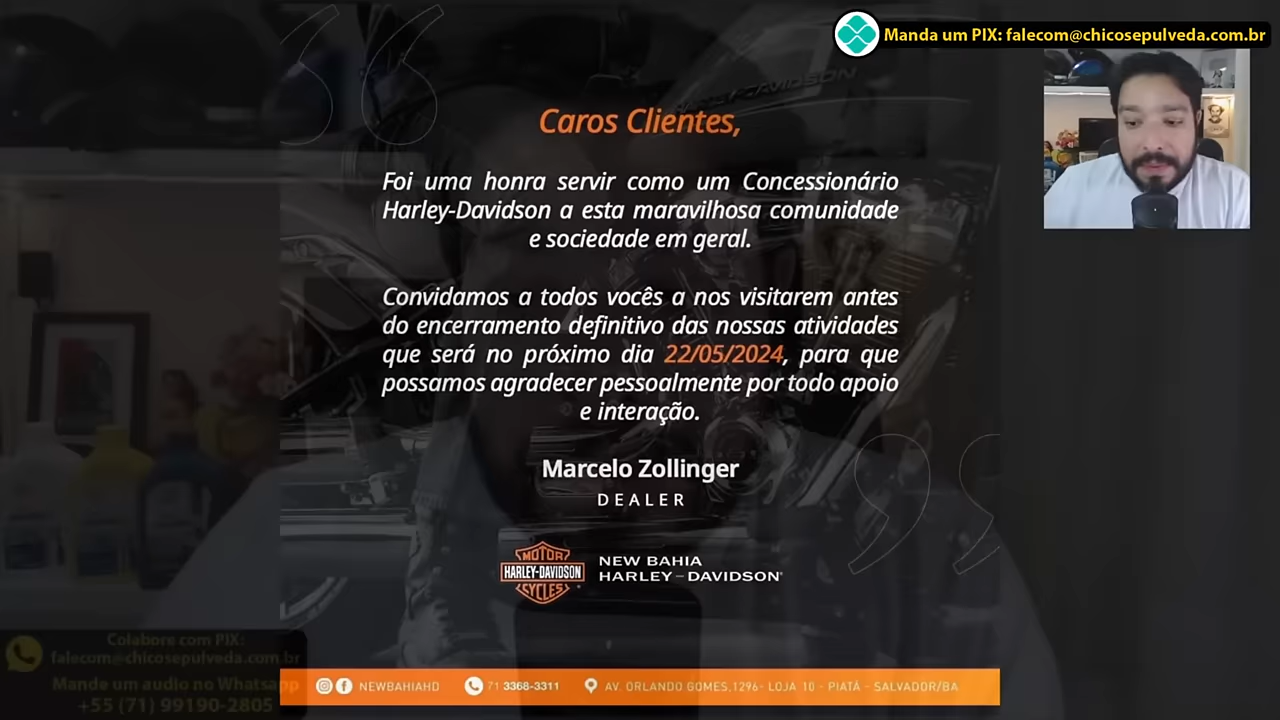 Manda um PIX: falecom@chicosepulveda.com.br
HARLEY-DAVIDSON
Caros Clientes,
Foi uma honra servir como um Concessionário
Harley-Davidson a esta maravilhosa comunidade
e sociedade em geral.
Convidamos a todos vocês a nos visitarem antes
do encerramento definitivo das nossas atividades
que será no próximo dia 22/05/2024, para que
possamos agradecer pessoalmente por todo apoio
e interação.
Marcelo Zollinger
DEALER
MOTOR
HARLEY-DAVIDSON
CYCLES
NEW BAHIA
HARLEY-DAVIDSON
Colabore com PIX:
falecom@chicosepulveda.com.br
Mande um audio no Whatsapp
+55 (71) 99190-2805
NEWBAHIAHD 71 3368-3311 AV. ORLANDO GOMES,1296- LOJA 10 - PIATÃ - SALVADOR/BA